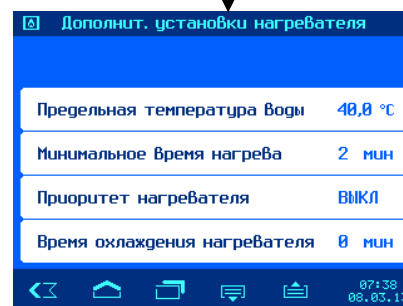 Дополнит. установки нагревателя
Предельная температура воды 40,0 °C
Минимальное время нагрева 2 мин
Приоритет нагревателя ВЫКЛ
Время охлаждения нагревателя 0 мин
07:38